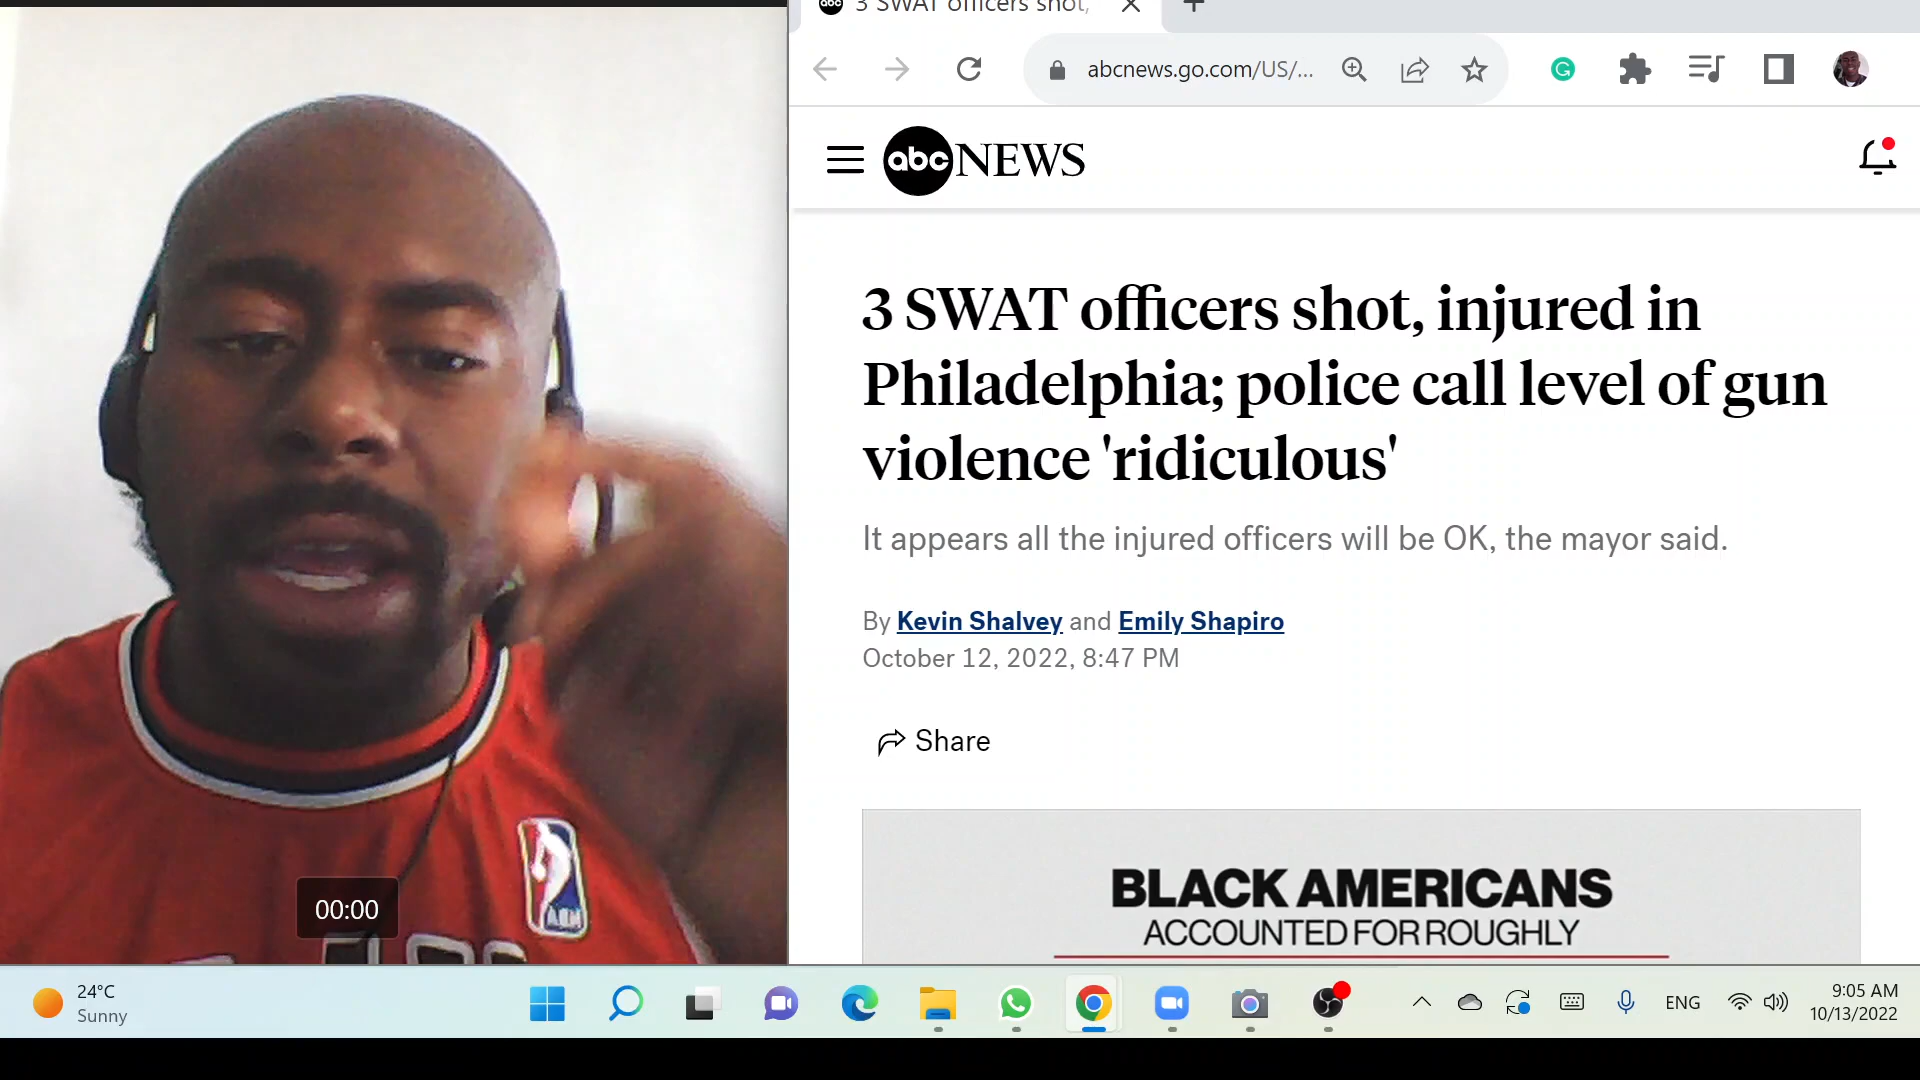 3 SWAT officers shot,
abcnews.go.com/US/...
abc NEWS
3 SWAT officers shot, injured in
Philadelphia; police call level of gun
violence 'ridiculous'
It appears all the injured officers will be OK, the mayor said.
By Kevin Shalvey and Emily Shapiro
October 12, 2022, 8:47 PM
Share
BLACK AMERICANS
ACCOUNTED FOR ROUGHLY
00:00
24°C
Sunny
ENG
9:05 AM
10/13/2022